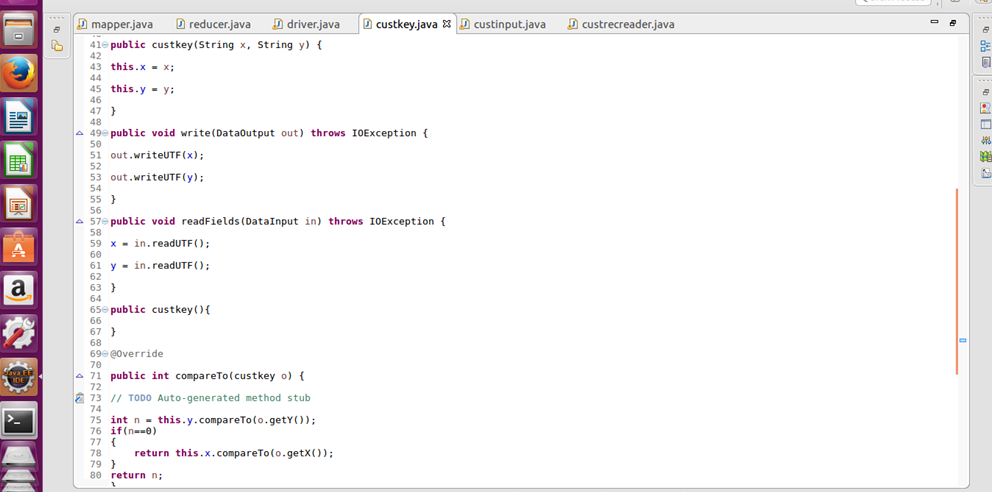 mapper.java reducer.java driver.java custkey.java custinput.java custrecreader.java
41 public custkey(String x, String y) {
42
43 this.x = x;
44
45 this.y = y;
46
47 }
48
49 public void write(DataOutput out) throws IOException {
50
51 out.writeUTF(x);
52
53 out.writeUTF(y);
54
55 }
56
57 public void readFields(DataInput in) throws IOException {
58
59 x = in.readUTF();
60
61 y = in.readUTF();
62
63 }
64
65 public custkey(){
66
67 }
68
69 @Override
70
71 public int compareTo(custkey o) {
72
73 // TODO Auto-generated method stub
74
75 int n = this.y.compareTo(o.getY());
76 if(n==0)
77 {
78 return this.x.compareTo(o.getX());
79 }
80 return n;